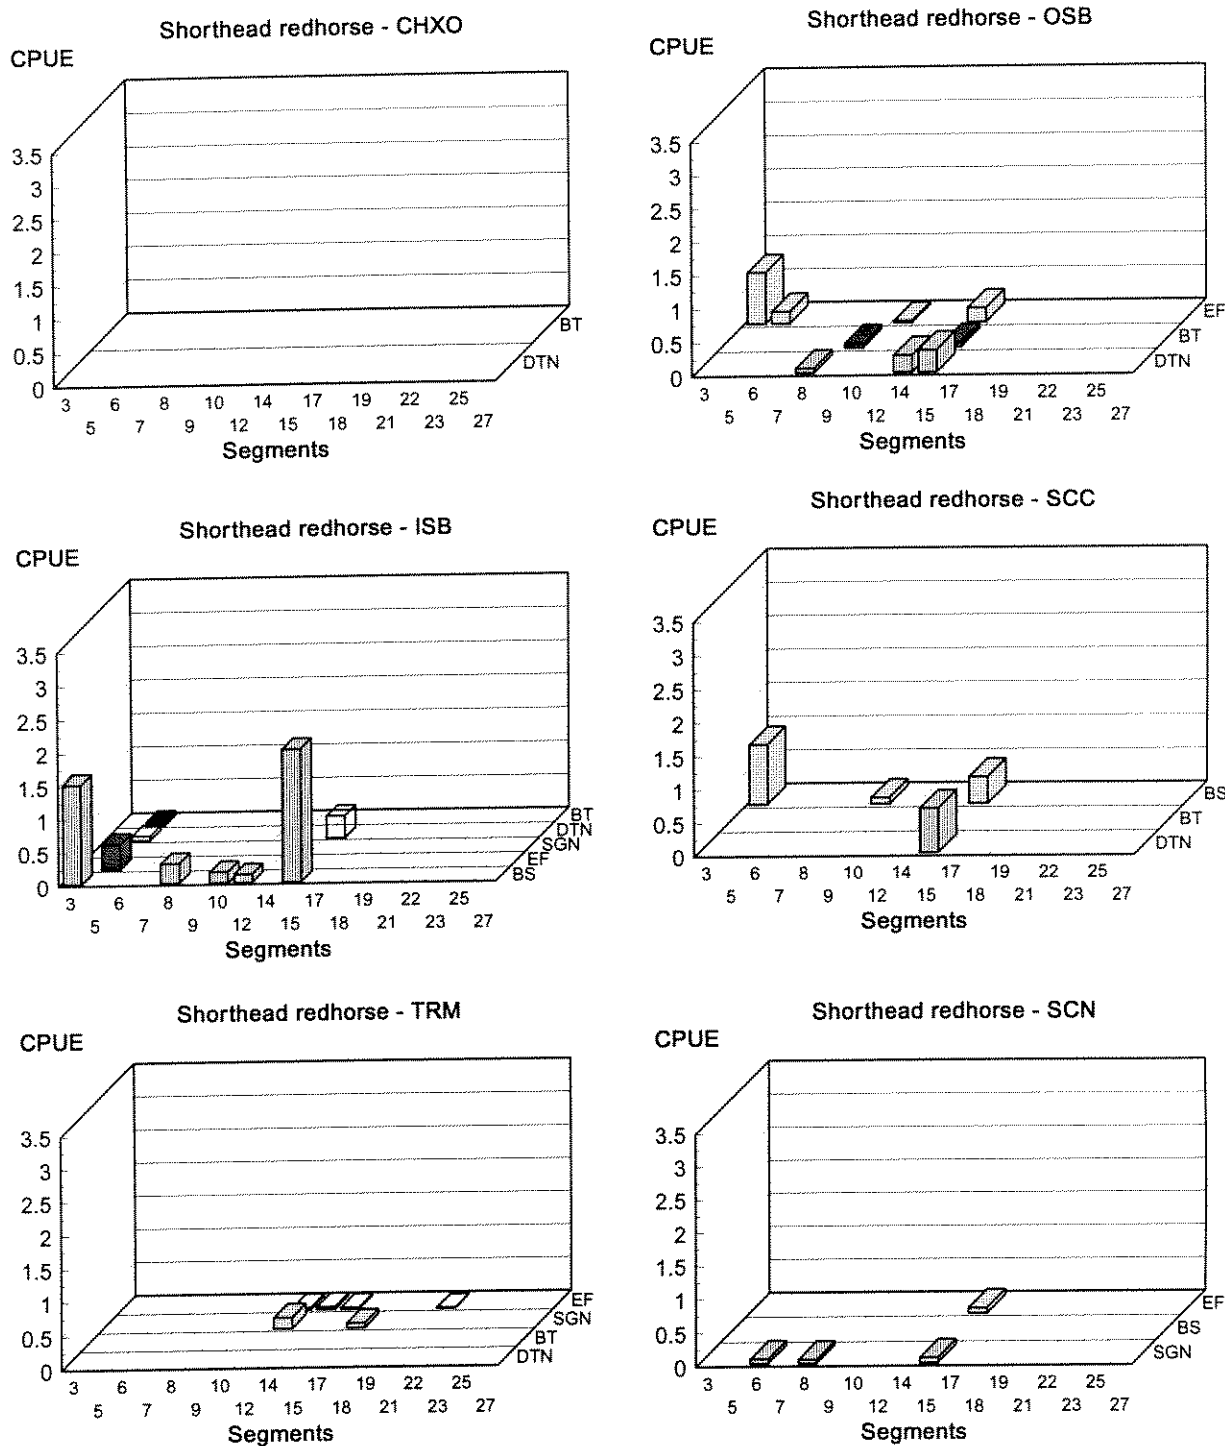 Shorthead redhorse - CHXO
CPUE
3.5
3
2.5
2
1.5
1
0.5
0
BT
DTN
3 6 8 10 14 17 19 22 25
5 7 9 12 15 18 21 23 27
Segments
Shorthead redhorse - OSB
CPUE
3.5
3
2.5
2
1.5
1
0.5
0
EF
BT
DTN
3 6 8 10 14 17 19 22 25
5 7 9 12 15 18 21 23 27
Segments
Shorthead redhorse - ISB
CPUE
3.5
3
2.5
2
1.5
1
0.5
0
BT
DTN
SGN
EF
BS
3 6 8 10 14 17 19 22 25
5 7 9 12 15 18 21 23 27
Segments
Shorthead redhorse - SCC
CPUE
3.5
3
2.5
2
1.5
1
0.5
0
BS
BT
DTN
3 6 8 10 14 17 19 22 25
5 7 9 12 15 18 21 23 27
Segments
Shorthead redhorse - TRM
CPUE
3.5
3
2.5
2
1.5
1
0.5
0
EF
SGN
BT
DTN
3 6 8 10 14 17 19 22 25
5 7 9 12 15 18 21 23 27
Segments
Shorthead redhorse - SCN
CPUE
3.5
3
2.5
2
1.5
1
0.5
0
EF
BS
SGN
3 6 8 10 14 17 19 22 25
5 7 9 12 15 18 21 23 27
Segments